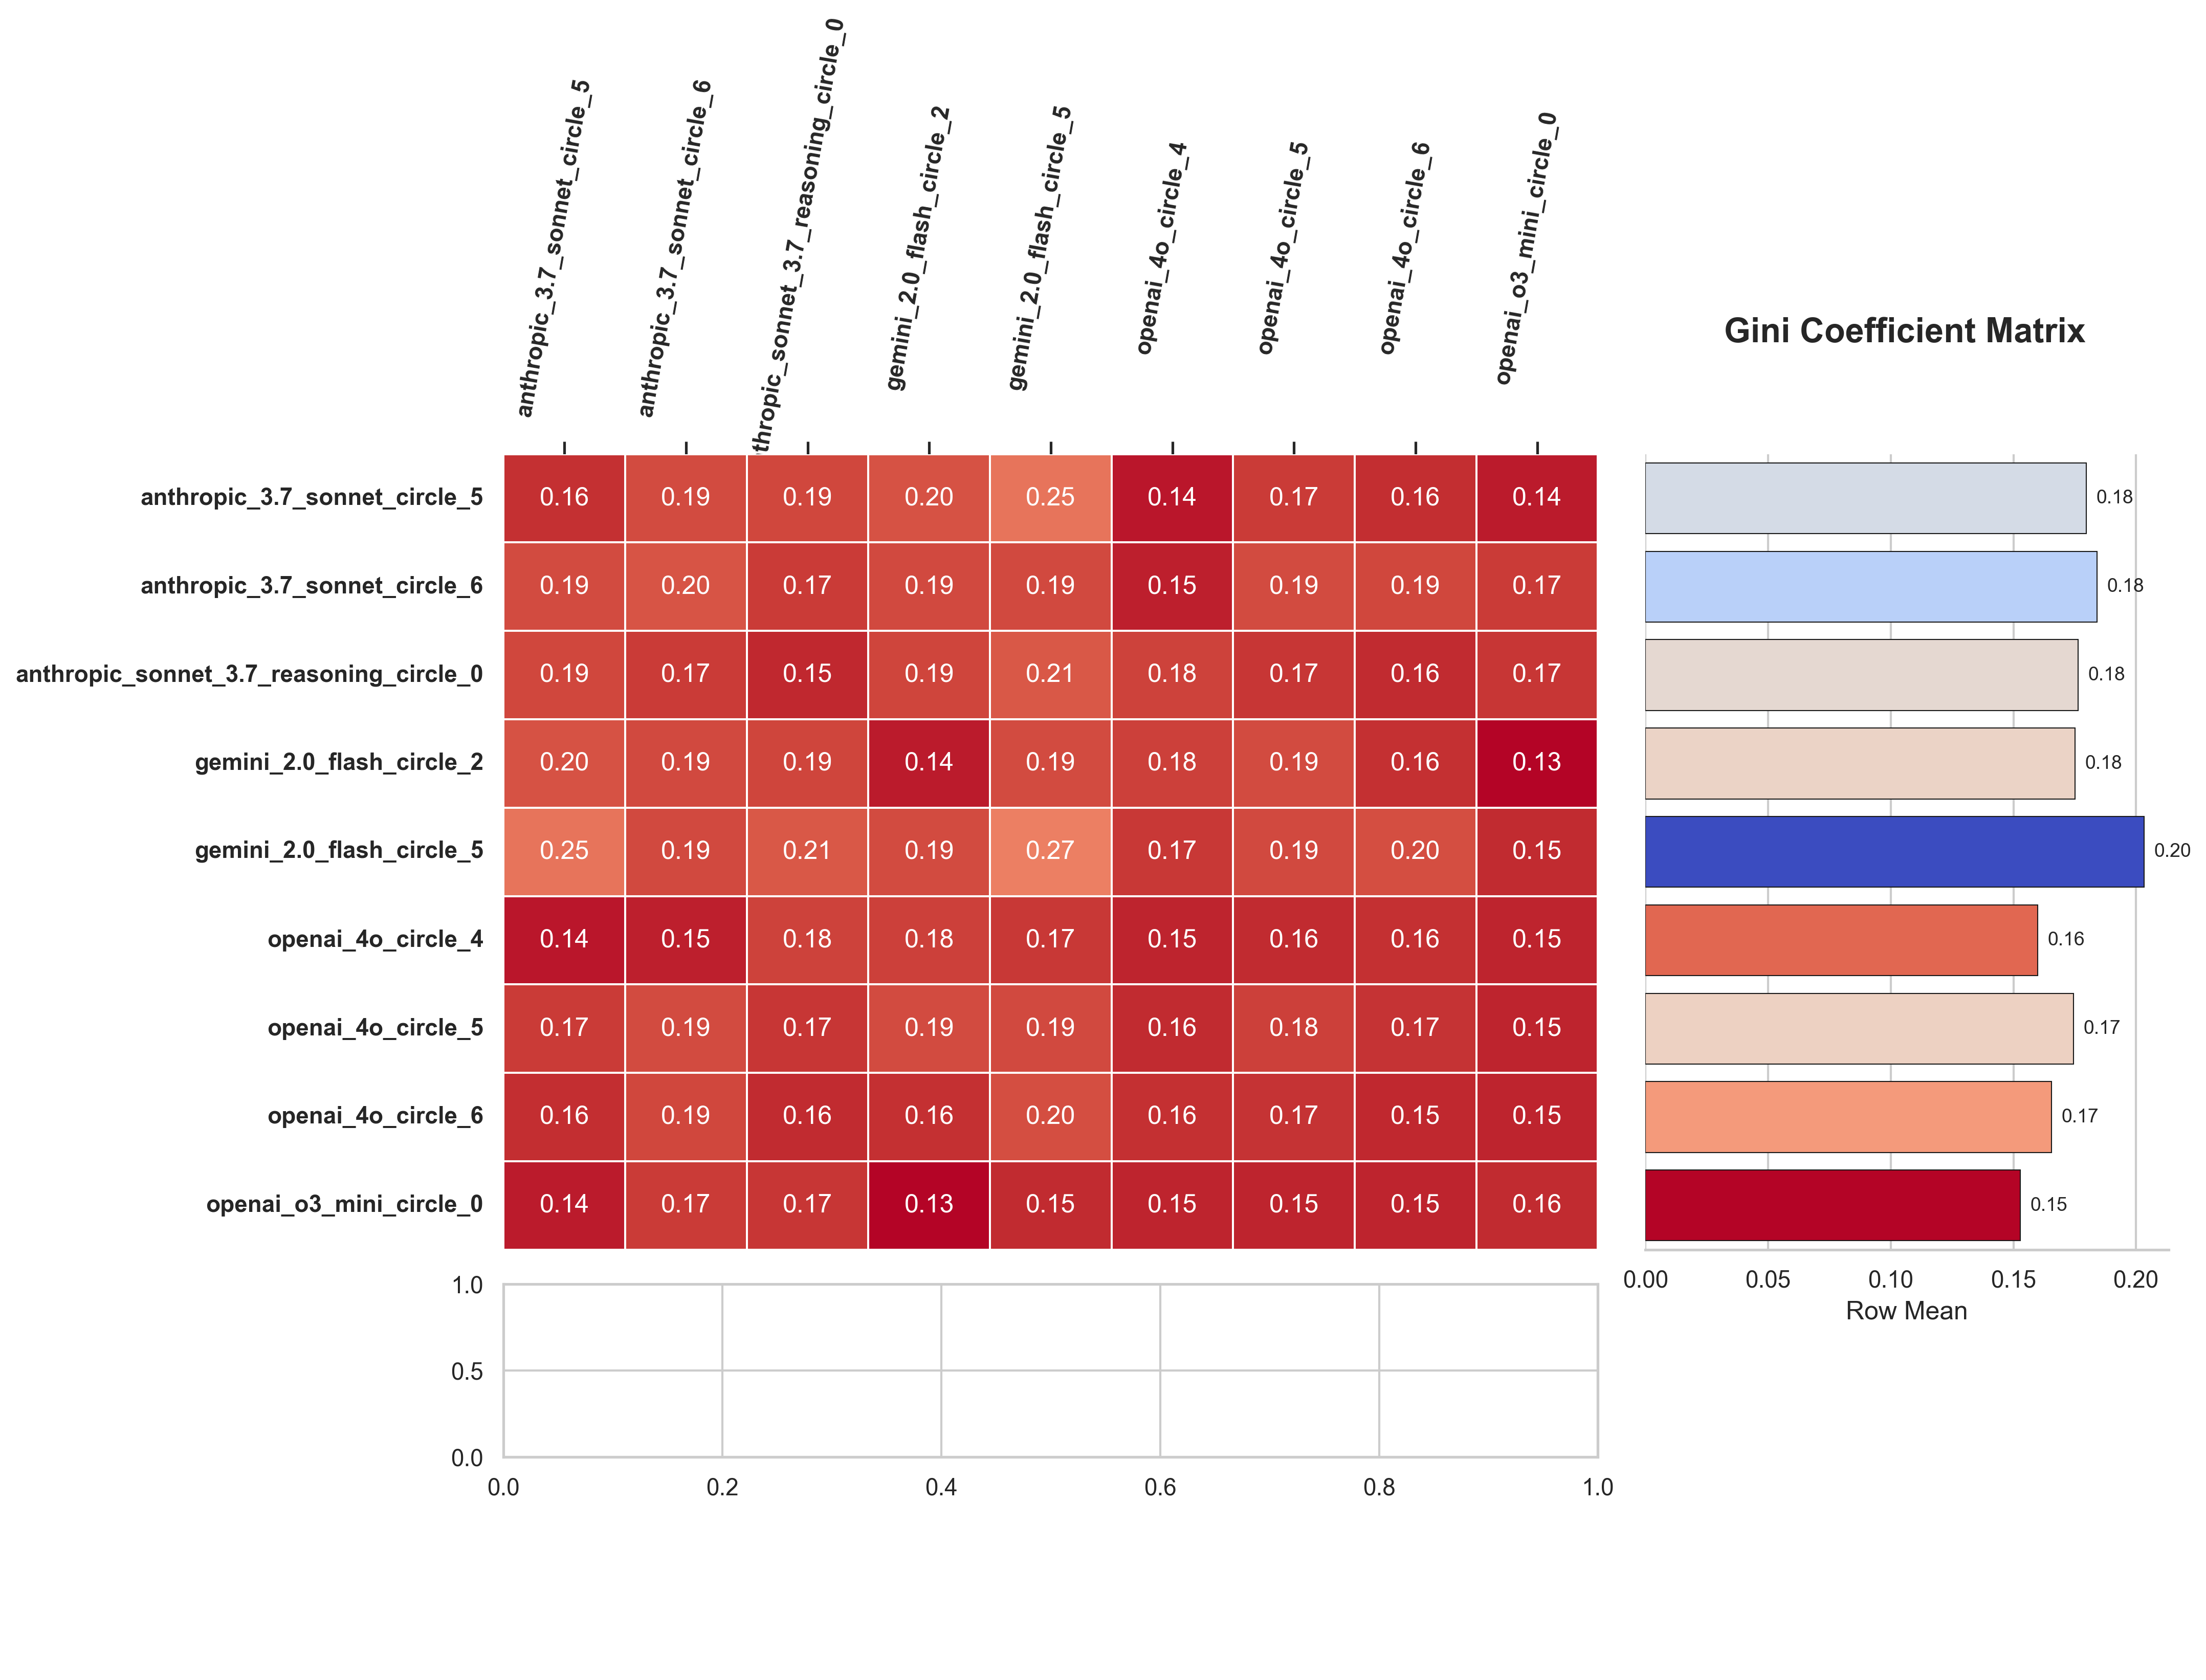 anthropic_3.7_sonnet_circle_5
anthropic_3.7_sonnet_circle_6
thropic_sonnet_3.7_reasoning_circle_0
gemini_2.0_flash_circle_2
gemini_2.0_flash_circle_5
openai_4o_circle_4
openai_4o_circle_5
openai_4o_circle_6
openai_o3_mini_circle_0
Gini Coefficient Matrix
anthropic_3.7_sonnet_circle_5 0.16 0.19 0.19 0.20 0.25 0.14 0.17 0.16 0.14 0.18
anthropic_3.7_sonnet_circle_6 0.19 0.20 0.17 0.19 0.19 0.15 0.19 0.19 0.17 0.18
anthropic_sonnet_3.7_reasoning_circle_0 0.19 0.17 0.15 0.19 0.21 0.18 0.17 0.16 0.17 0.18
gemini_2.0_flash_circle_2 0.20 0.19 0.19 0.14 0.19 0.18 0.19 0.16 0.13 0.18
gemini_2.0_flash_circle_5 0.25 0.19 0.21 0.19 0.27 0.17 0.19 0.20 0.15 0.20
openai_4o_circle_4 0.14 0.15 0.18 0.18 0.17 0.15 0.16 0.16 0.15 0.16
openai_4o_circle_5 0.17 0.19 0.17 0.19 0.19 0.16 0.18 0.17 0.15 0.17
openai_4o_circle_6 0.16 0.19 0.16 0.16 0.20 0.16 0.17 0.15 0.15 0.17
openai_o3_mini_circle_0 0.14 0.17 0.17 0.13 0.15 0.15 0.15 0.15 0.16 0.15
0.00 0.05 0.10 0.15 0.20
Row Mean
1.0
0.5
0.0
0.0 0.2 0.4 0.6 0.8 1.0